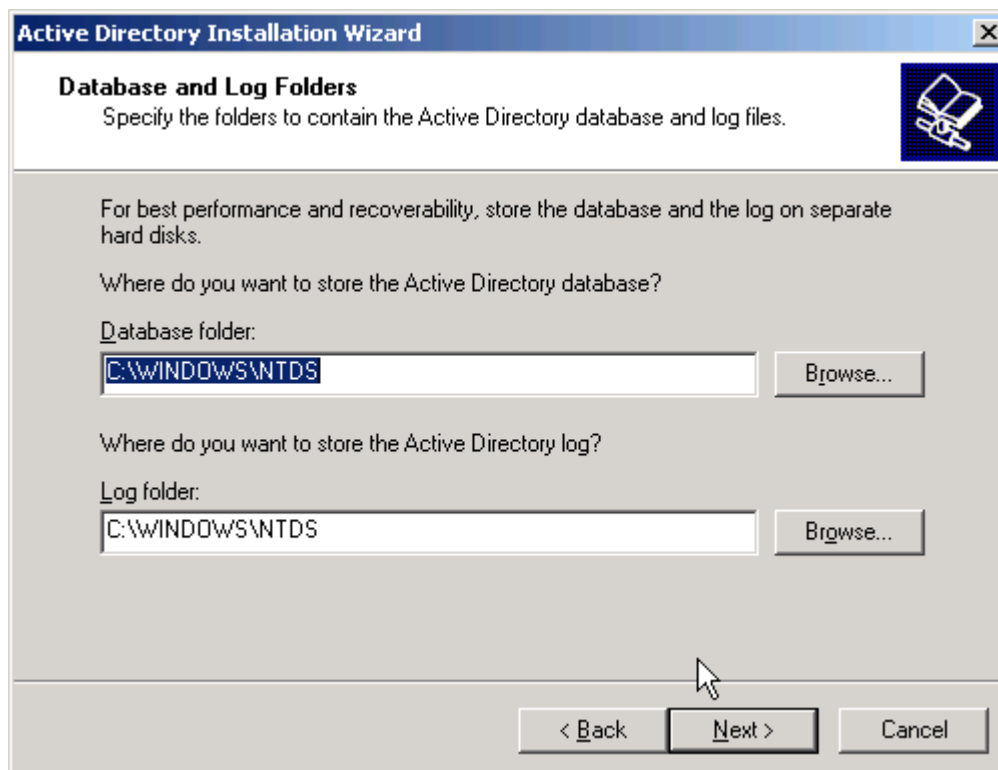 Active Directory Installation Wizard
Database and Log Folders
Specify the folders to contain the Active Directory database and log files.
For best performance and recoverability, store the database and the log on separate
hard disks.
Where do you want to store the Active Directory database?
Database folder:
C:\WINDOWS\NTDS
Browse...
Where do you want to store the Active Directory log?
Log folder:
C:\WINDOWS\NTDS
Browse...
< Back
Next >
Cancel